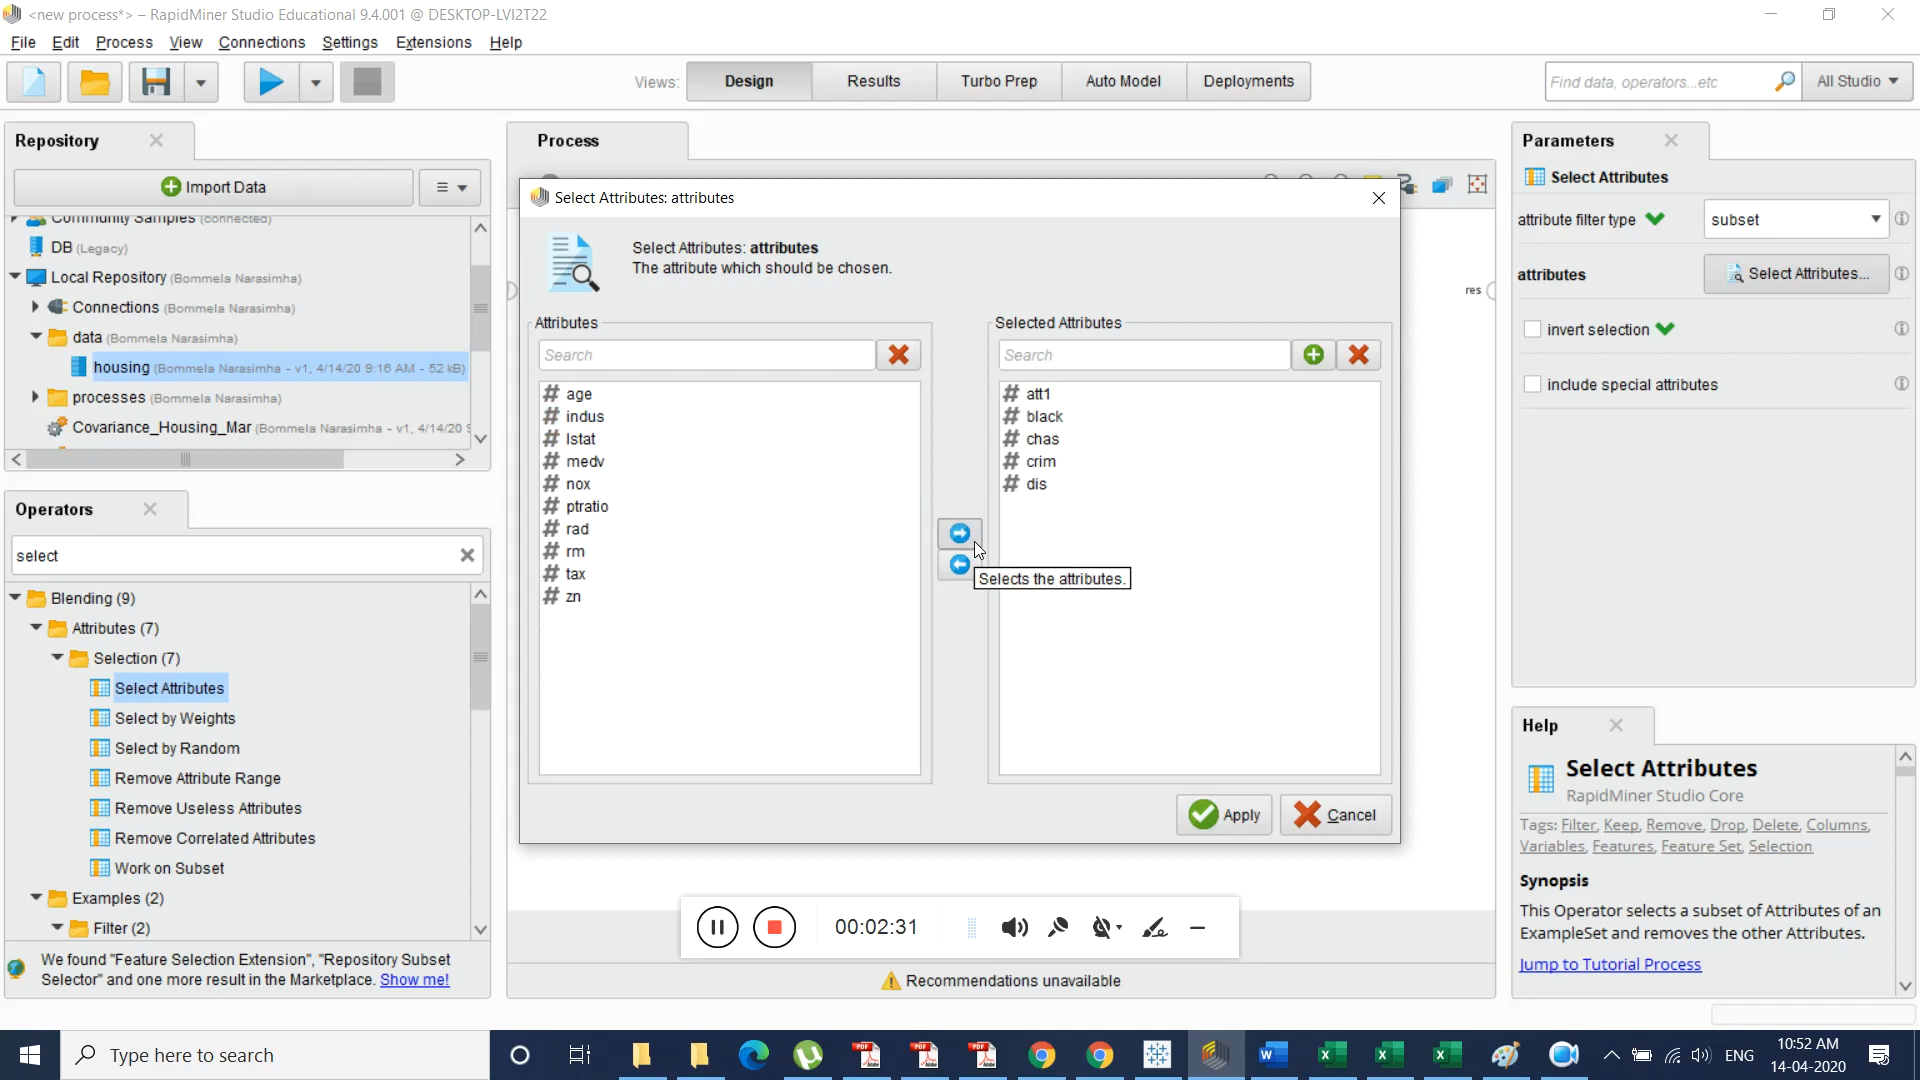 <new process*> – RapidMiner Studio Educational 9.4.001 @ DESKTOP-LVI2T22
File Edit Process View Connections Settings Extensions Help
Views: Design Results Turbo Prep Auto Model Deployments
Find data, operators...etc All Studio
Repository
Import Data
Community Samples (connected)
DB (Legacy)
Local Repository (Bommela Narasimha)
Connections (Bommela Narasimha)
data (Bommela Narasimha)
housing (Bommela Narasimha - v1, 4/14/20 9:16 AM - 52 kB)
processes (Bommela Narasimha)
Covariance_Housing_Mar (Bommela Narasimha - v1, 4/14/20 9
Operators
select
Blending (9)
Attributes (7)
Selection (7)
Select Attributes
Select by Weights
Select by Random
Remove Attribute Range
Remove Useless Attributes
Remove Correlated Attributes
Work on Subset
Examples (2)
Filter (2)
We found "Feature Selection Extension", "Repository Subset
Selector" and one more result in the Marketplace. Show me!
Process
res
Select Attributes: attributes
Select Attributes: attributes
The attribute which should be chosen.
Attributes
Search
# age
# indus
# lstat
# medv
# nox
# ptratio
# rad
# rm
# tax
# zn
Selects the attributes.
Selected Attributes
Search
# att1
# black
# chas
# crim
# dis
Apply Cancel
00:02:31
Recommendations unavailable
Parameters
Select Attributes
attribute filter type subset
attributes Select Attributes...
invert selection
include special attributes
Help
Select Attributes
RapidMiner Studio Core
Tags: Filter, Keep, Remove, Drop, Delete, Columns,
Variables, Features, Feature Set, Selection
Synopsis
This Operator selects a subset of Attributes of an
ExampleSet and removes the other Attributes.
Jump to Tutorial Process
Type here to search
ENG
10:52 AM
14-04-2020